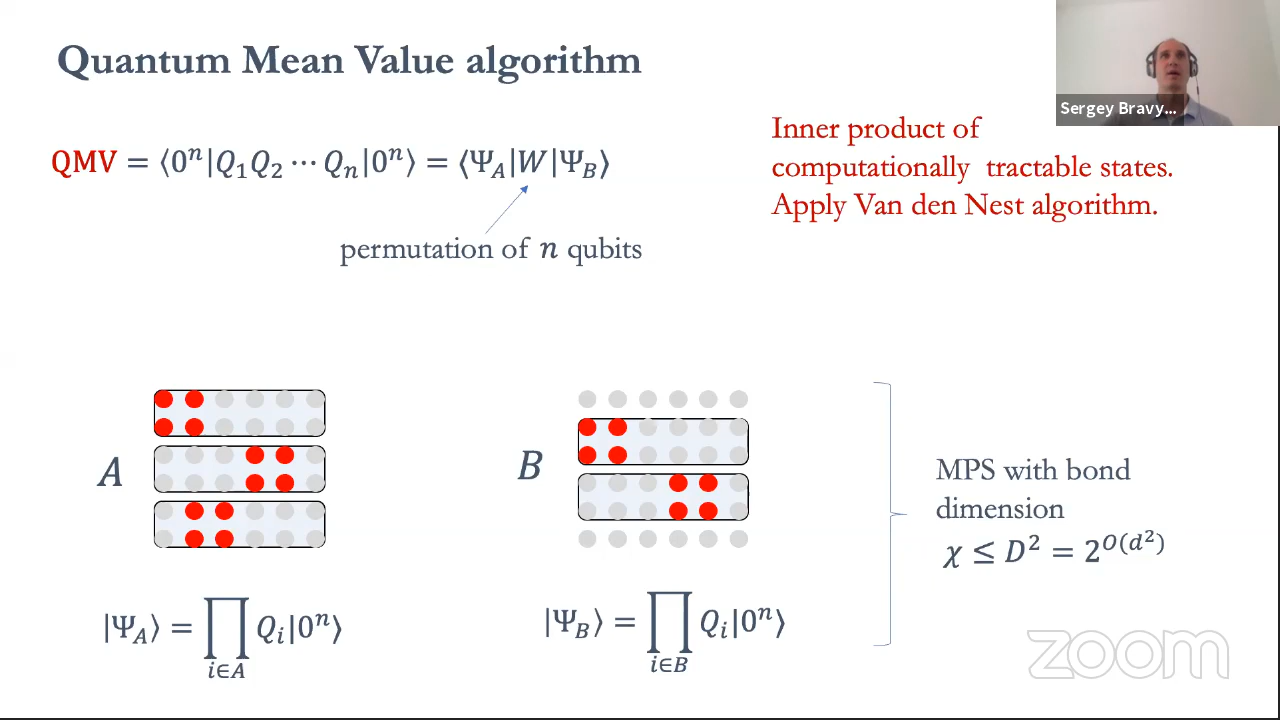 Quantum Mean Value algorithm
Sergey Bravy...
Inner product of
computationally tractable states.
Apply Van den Nest algorithm.
QMV = ⟨0ⁿ|Q₁Q₂ ⋯ Qₙ|0ⁿ⟩ = ⟨Ψ_A|W|Ψ_B⟩
permutation of n qubits
A
B
MPS with bond
dimension
χ ≤ D² = 2^{O(d²)}
|Ψ_A⟩ = ∏_{i∈A} Q_i|0ⁿ⟩
|Ψ_B⟩ = ∏_{i∈B} Q_i|0ⁿ⟩
zoom